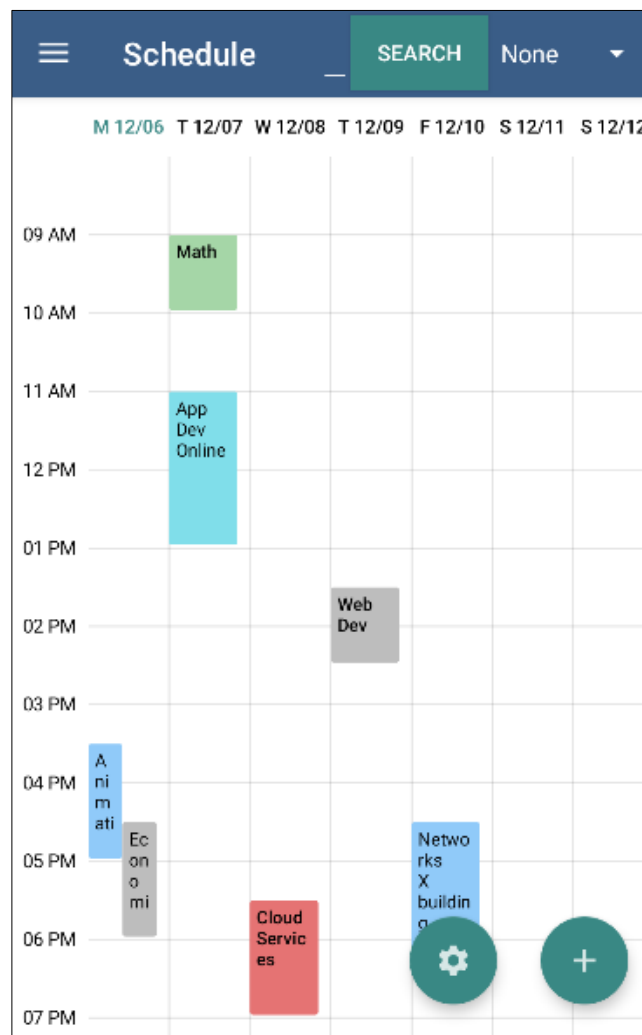 Schedule _ SEARCH None
M 12/06 T 12/07 W 12/08 T 12/09 F 12/10 S 12/11 S 12/12
09 AM
Math
10 AM
11 AM
App
Dev
Online
12 PM
01 PM
Web
Dev
02 PM
03 PM
A
ni
m
ati
04 PM
Ec
on
o
mi
05 PM
Netwo
rks
X
buildin
g
Cloud
Servic
es
06 PM
07 PM